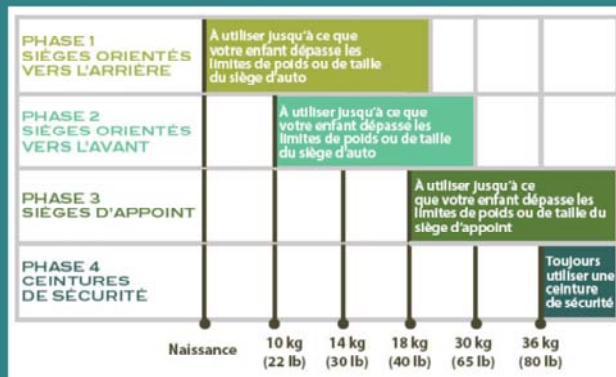 PHASE 1
SIÈGES ORIENTÉS
VERS L'ARRIÈRE
À utiliser jusqu'à ce que
votre enfant dépasse les
limites de poids ou de taille
du siège d'auto
PHASE 2
SIÈGES ORIENTÉS
VERS L'AVANT
À utiliser jusqu'à ce que
votre enfant dépasse les
limites de poids ou de taille
du siège d'auto
PHASE 3
SIÈGES D'APPOINT
À utiliser jusqu'à ce
que votre enfant dépasse les
limites de poids ou de taille du
siège d'appoint
PHASE 4
CEINTURES
DE SÉCURITÉ
Toujours
utiliser une
ceinture
de sécurité
Naissance
10 kg
(22 lb)
14 kg
(30 lb)
18 kg
(40 lb)
30 kg
(65 lb)
36 kg
(80 lb)